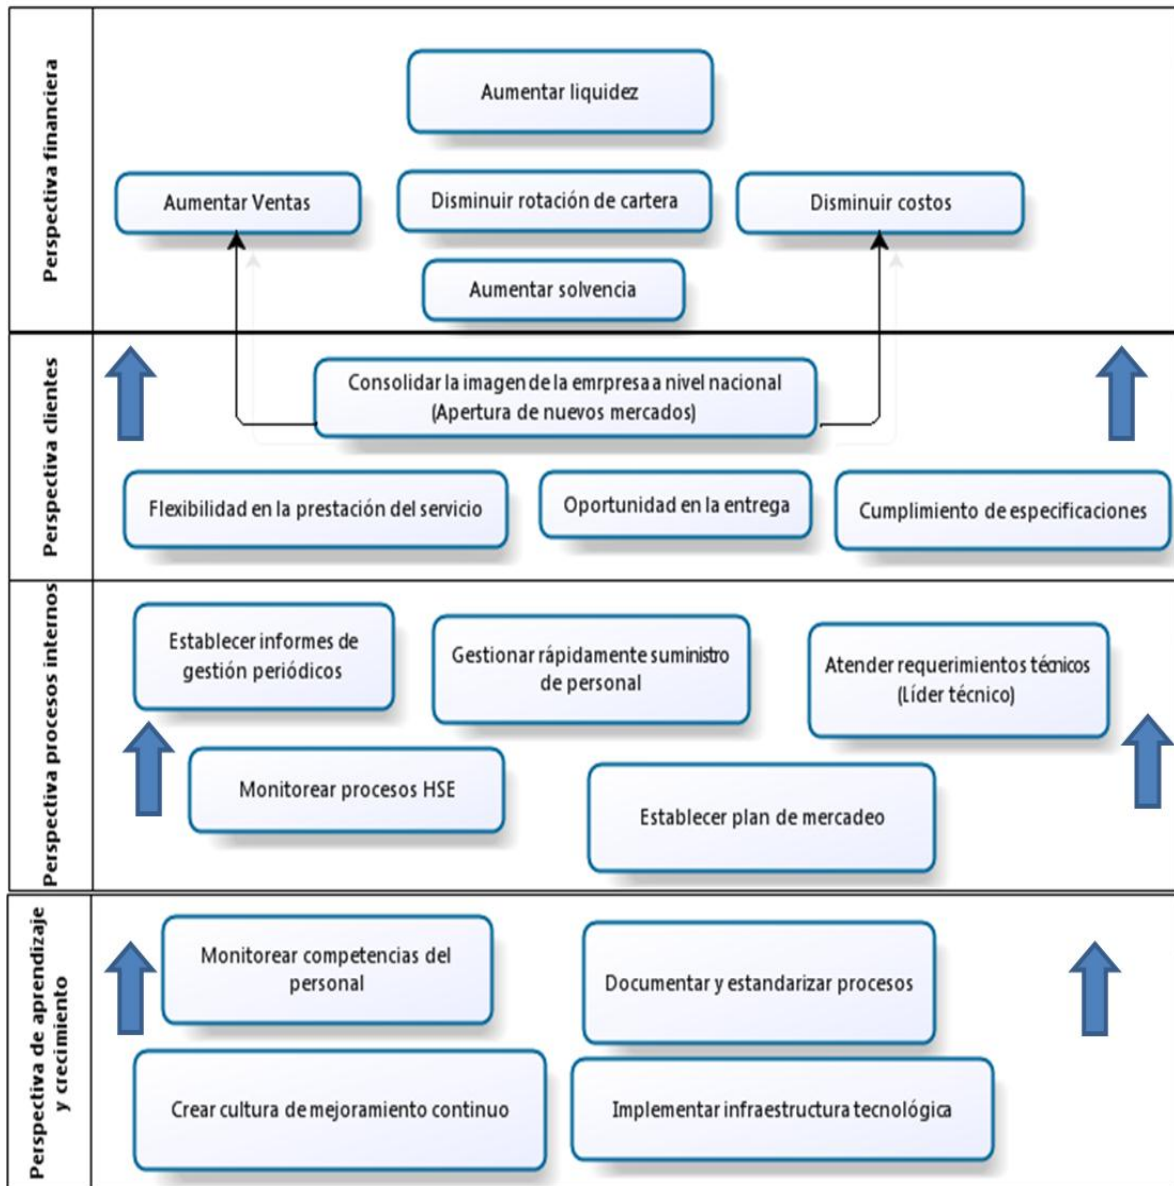 Perspectiva financiera
Aumentar liquidez
Aumentar Ventas
Disminuir rotación de cartera
Disminuir costos
Aumentar solvencia
Perspectiva clientes
Consolidar la imagen de la emrpresa a nivel nacional
(Apertura de nuevos mercados)
Flexibilidad en la prestación del servicio
Oportunidad en la entrega
Cumplimiento de especificaciones
Perspectiva procesos internos
Establecer informes de
gestión periódicos
Gestionar rápidamente suministro
de personal
Atender requerimientos técnicos
(Líder técnico)
Monitorear procesos HSE
Establecer plan de mercadeo
Perspectiva de aprendizaje
y crecimiento
Monitorear competencias del
personal
Documentar y estandarizar procesos
Crear cultura de mejoramiento continuo
Implementar infraestructura tecnológica